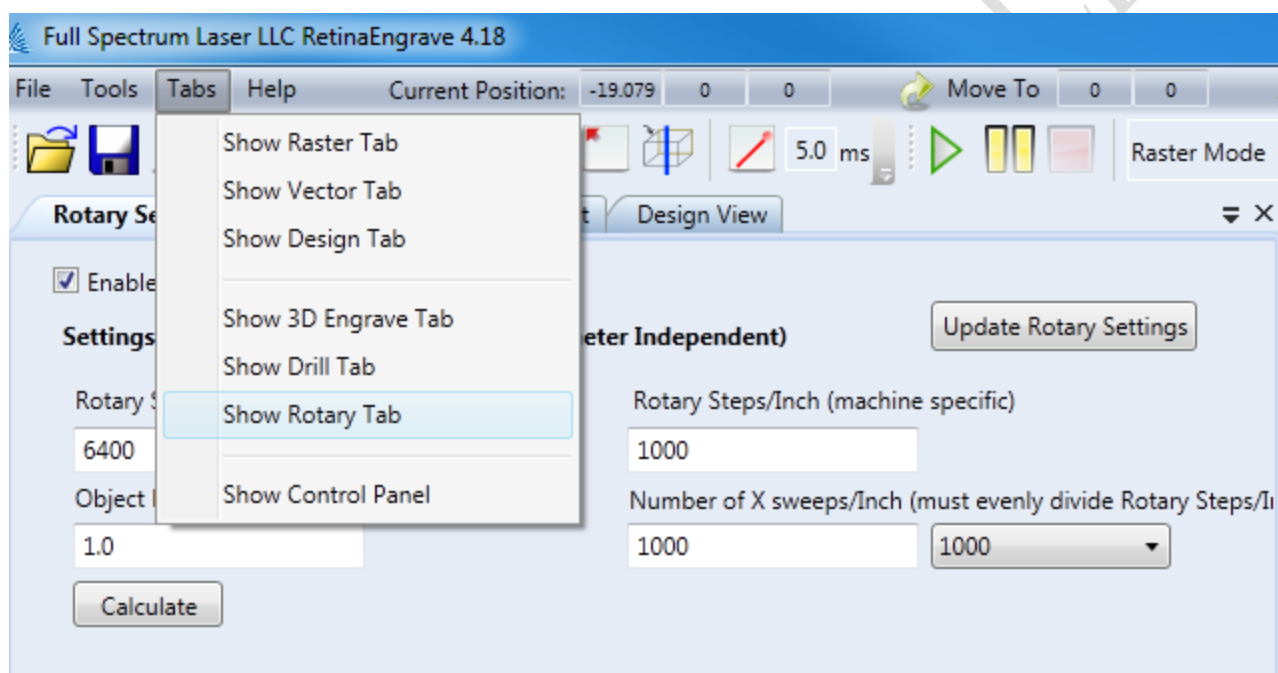 Full Spectrum Laser LLC RetinaEngrave 4.18
File Tools Tabs Help Current Position: -19.079 0 0 Move To 0 0
5.0 ms Raster Mode
Show Raster Tab
Show Vector Tab
Show Design Tab
Show 3D Engrave Tab
Show Drill Tab
Show Rotary Tab
Show Control Panel
Rotary Se t Design View
Enable
Settings eter Independent) Update Rotary Settings
Rotary S Rotary Steps/Inch (machine specific)
6400 1000
Object Number of X sweeps/Inch (must evenly divide Rotary Steps/I
1.0 1000 1000
Calculate